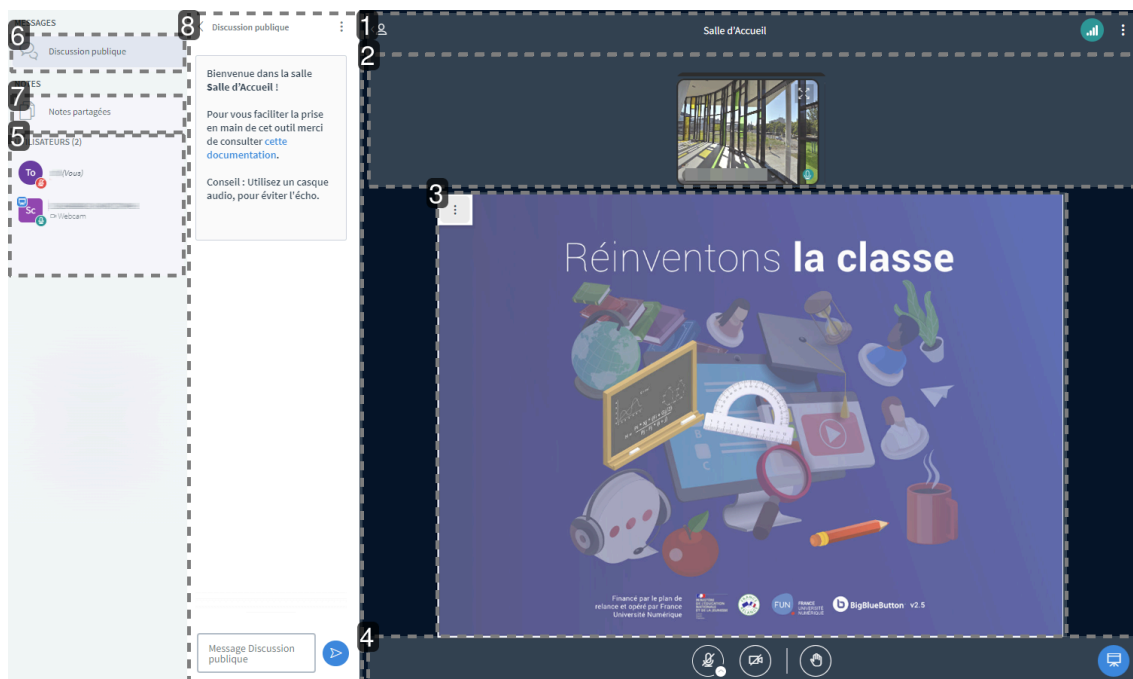 MESSAGES
6
Discussion publique
NOTES
7
Notes partagées
5
UTILISATEURS (2)
To
(Vous)
Sc
Webcam
8
Discussion publique
Bienvenue dans la salle
Salle d'Accueil !
Pour vous faciliter la prise
en main de cet outil merci
de consulter cette
documentation.
Conseil : Utilisez un casque
audio, pour éviter l'écho.
Message Discussion
publique
1
Salle d'Accueil
2
3
Réinventons la classe
B
C
Financé par le plan de
relance et opéré par France
Université Numérique
FUN
FRANCE
UNIVERSITÉ
NUMÉRIQUE
b BigBlueButton v2.5
4